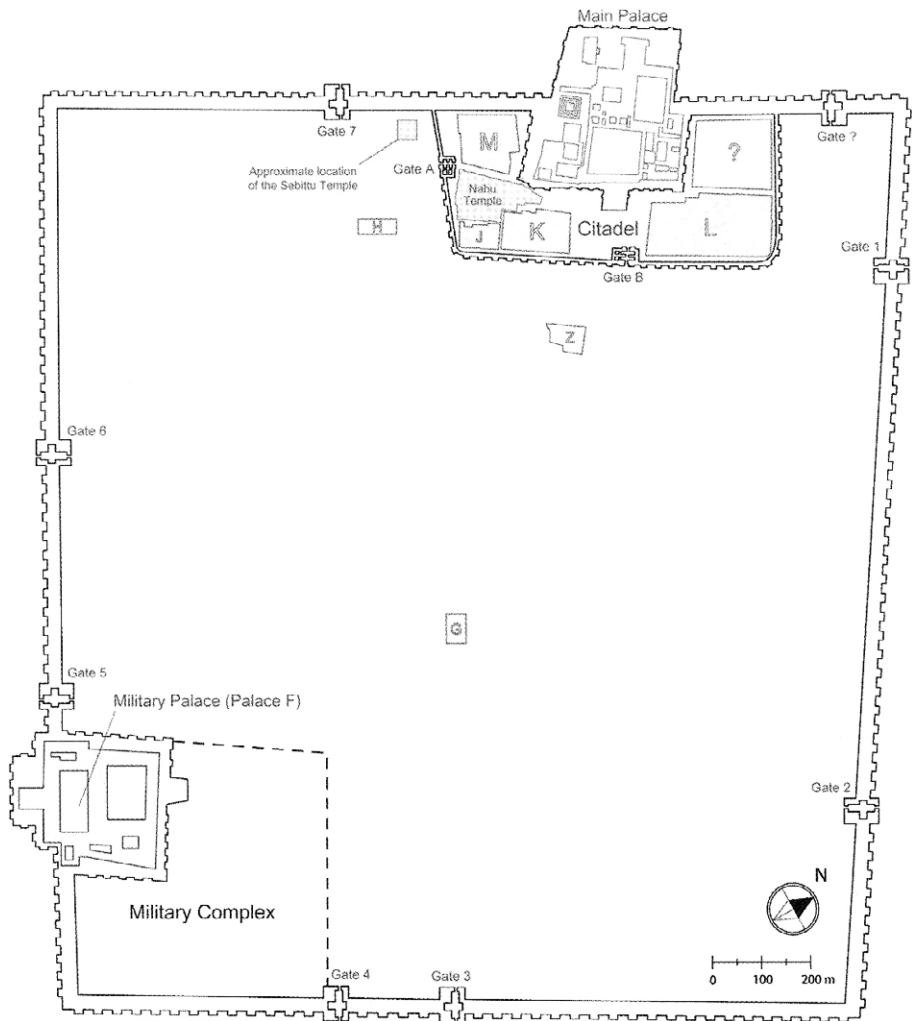 Main Palace
Gate 7
Gate ?
Approximate location
of the Sebittu Temple
Gate A
M
?
Nabu
Temple
H
J
K
Citadel
L
Gate 1
Gate B
Z
Gate 6
G
Gate 5
Military Palace (Palace F)
Gate 2
N
Military Complex
Gate 4
Gate 3
0 100 200 m